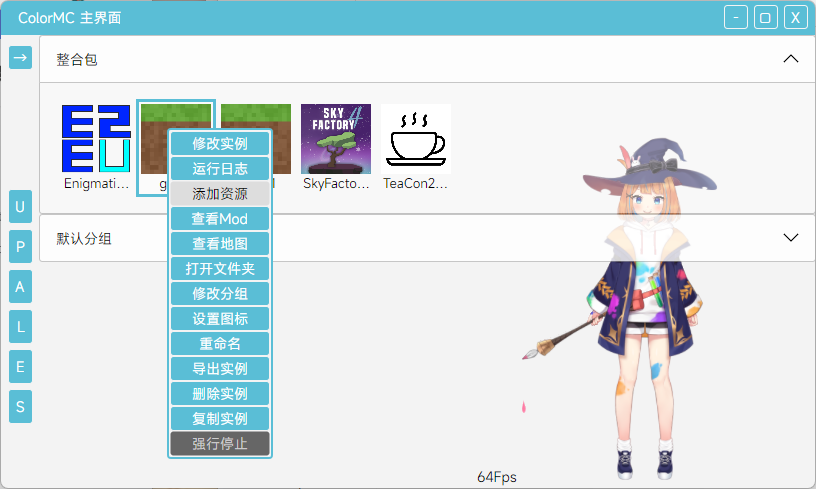 ColorMC 主界面
-
X
→
整合包
SKY
FACTORY
4
Enigmati...
g
SkyFacto...
TeaCon2...
修改实例
运行日志
添加资源
查看Mod
查看地图
打开文件夹
修改分组
设置图标
重命名
导出实例
删除实例
复制实例
强行停止
默认分组
U
P
A
L
E
S
64Fps